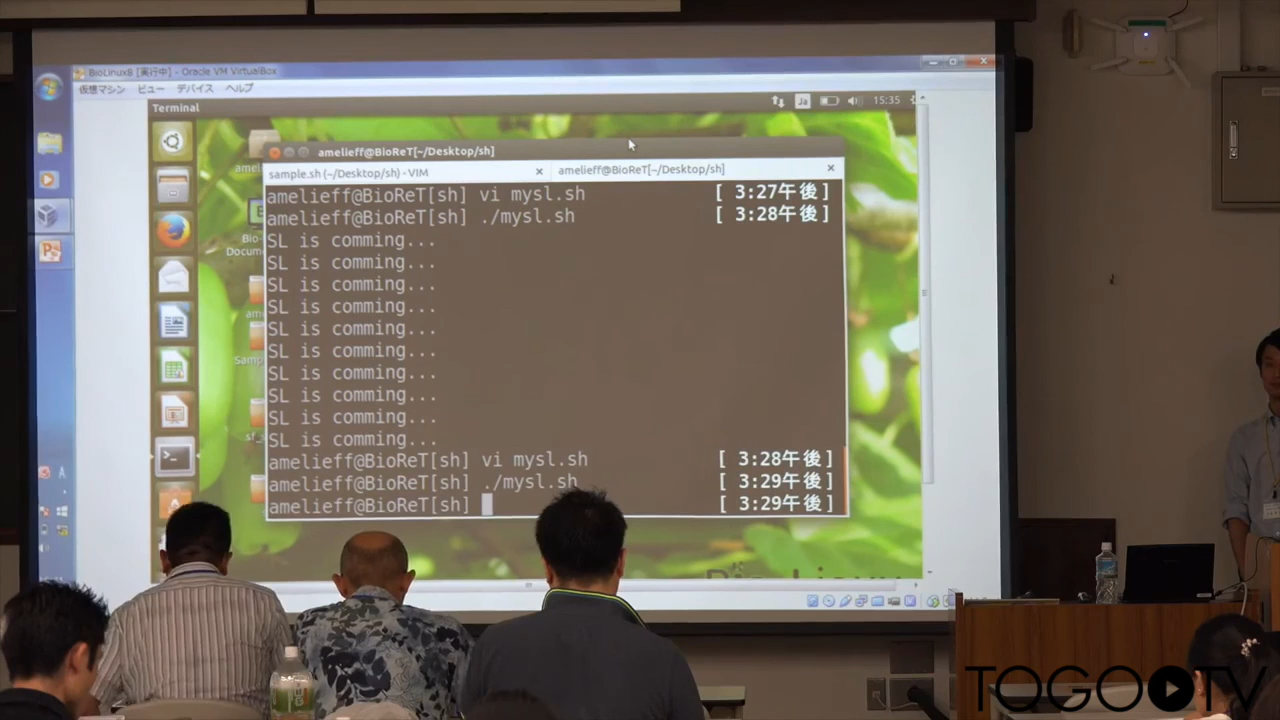 BioLinux8 [実行中] - Oracle VM VirtualBox
仮想マシン ビュー デバイス ヘルプ
Terminal
Ja
15:35
amelieff@BioReT[~/Desktop/sh]
sample.sh (~/Desktop/sh) - VIM
amelieff@BioReT[~/Desktop/sh]
amelieff@BioReT[sh] vi mysl.sh [ 3:27午後]
amelieff@BioReT[sh] ./mysl.sh [ 3:28午後]
SL is comming...
SL is comming...
SL is comming...
SL is comming...
SL is comming...
SL is comming...
SL is comming...
SL is comming...
SL is comming...
SL is comming...
amelieff@BioReT[sh] vi mysl.sh [ 3:28午後]
amelieff@BioReT[sh] ./mysl.sh [ 3:29午後]
amelieff@BioReT[sh] [ 3:29午後]
TOGOTV